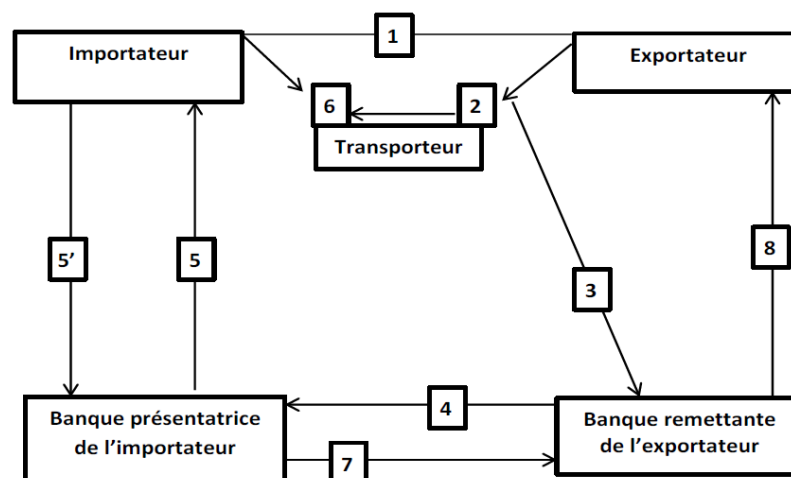 1
Importateur
Exportateur
6
2
Transporteur
5’
5
8
3
Banque présentatrice
de l’importateur
4
Banque remettante
de l’exportateur
7